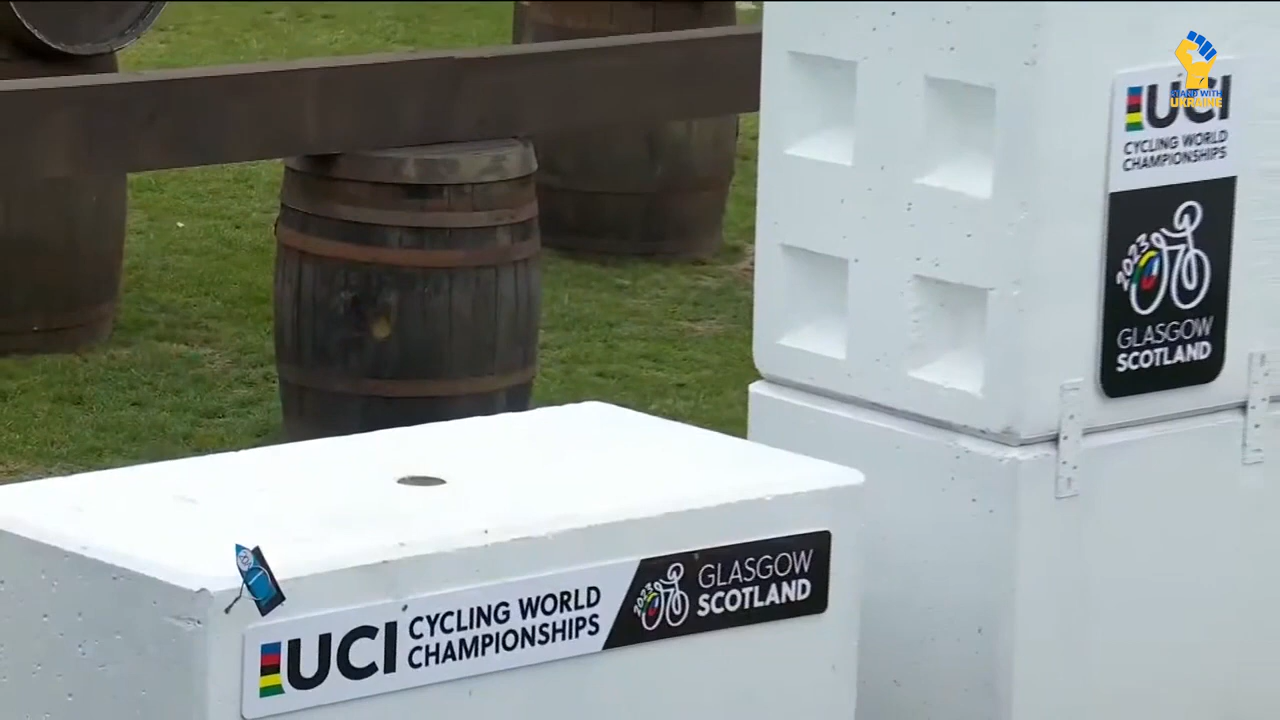 STAND WITH
UKRAINE
UCI
CYCLING WORLD
CHAMPIONSHIPS
2023
GLASGOW
SCOTLAND
UCI
CYCLING WORLD
CHAMPIONSHIPS
2023
GLASGOW
SCOTLAND